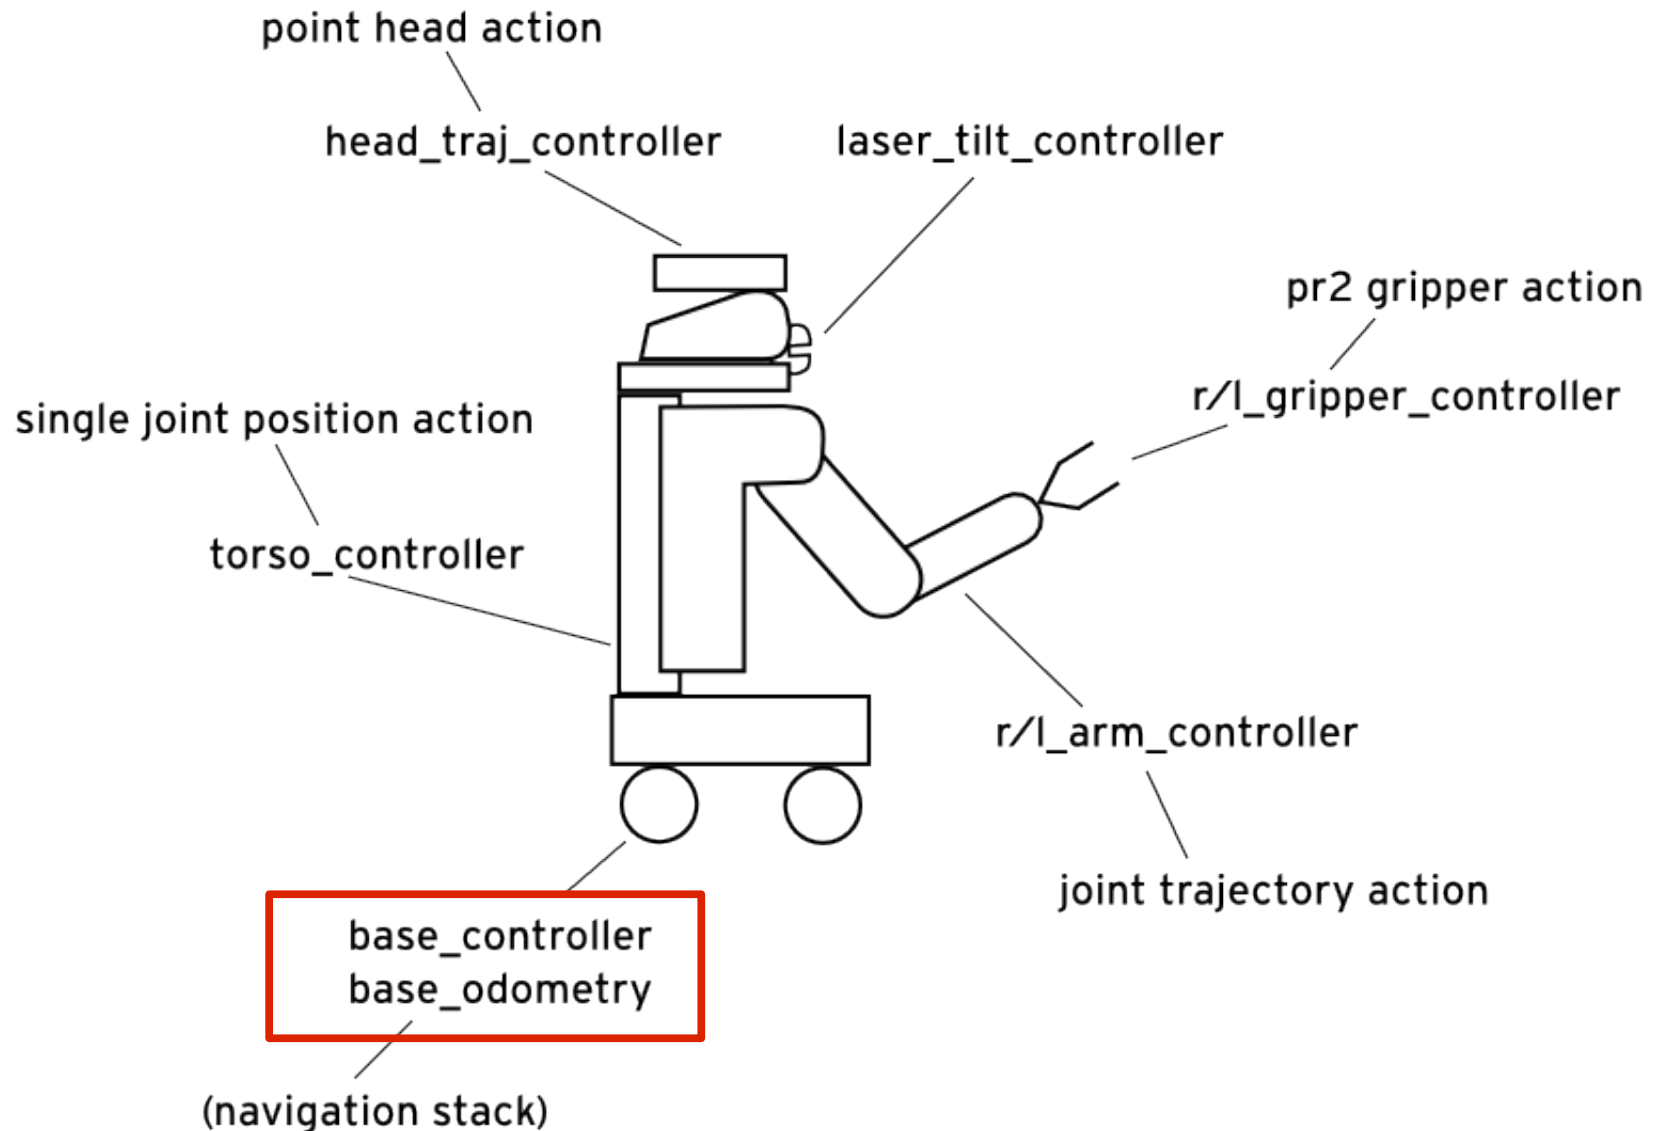 point head action
head_traj_controller
laser_tilt_controller
pr2 gripper action
r/l_gripper_controller
single joint position action
torso_controller
r/l_arm_controller
joint trajectory action
base_controller
base_odometry
(navigation stack)